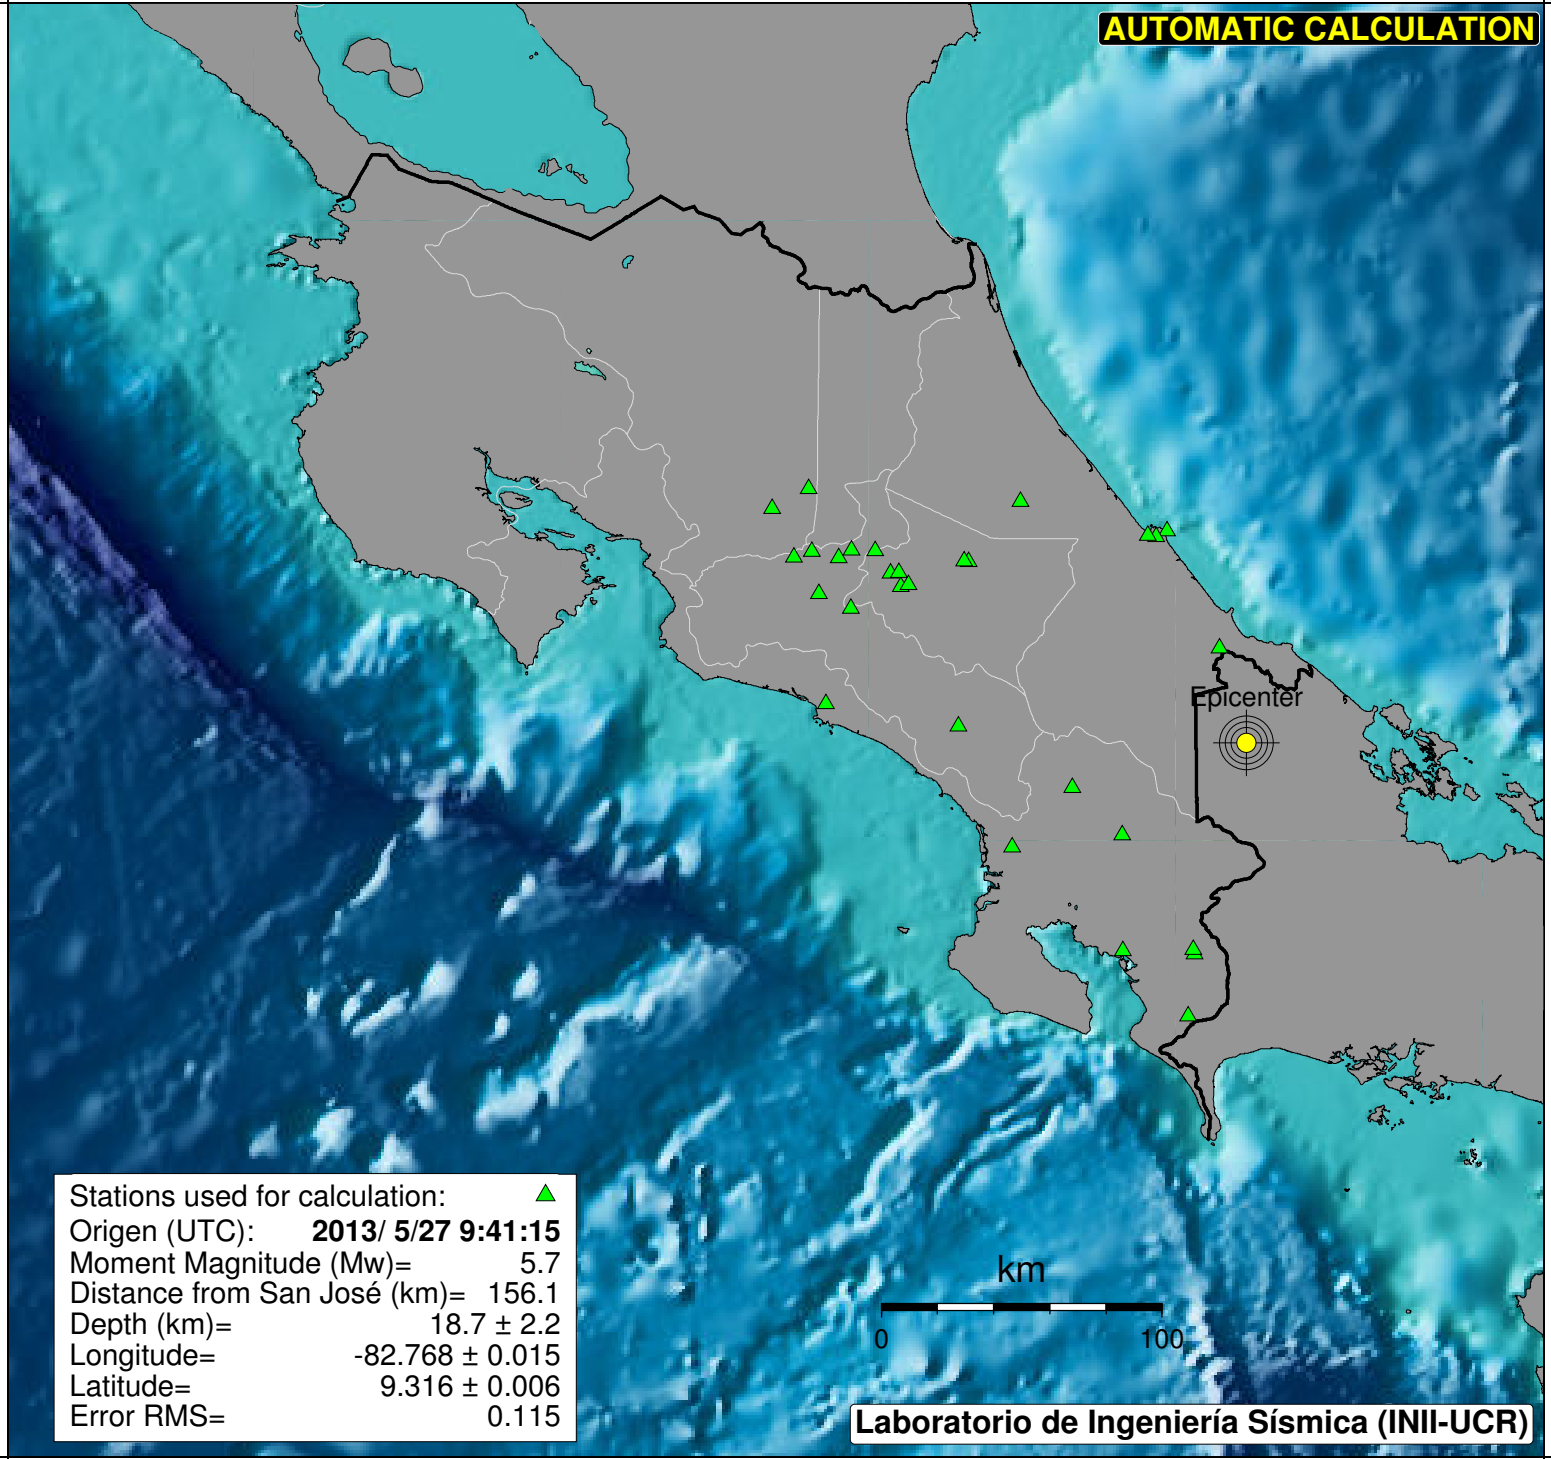 AUTOMATIC CALCULATION
Epicenter
Stations used for calculation:
Origen (UTC): 2013/ 5/27 9:41:15
Moment Magnitude (Mw)= 5.7
Distance from San José (km)= 156.1
Depth (km)= 18.7 ± 2.2
Longitude= -82.768 ± 0.015
Latitude= 9.316 ± 0.006
Error RMS= 0.115
km
0 100
Laboratorio de Ingeniería Sísmica (INII-UCR)